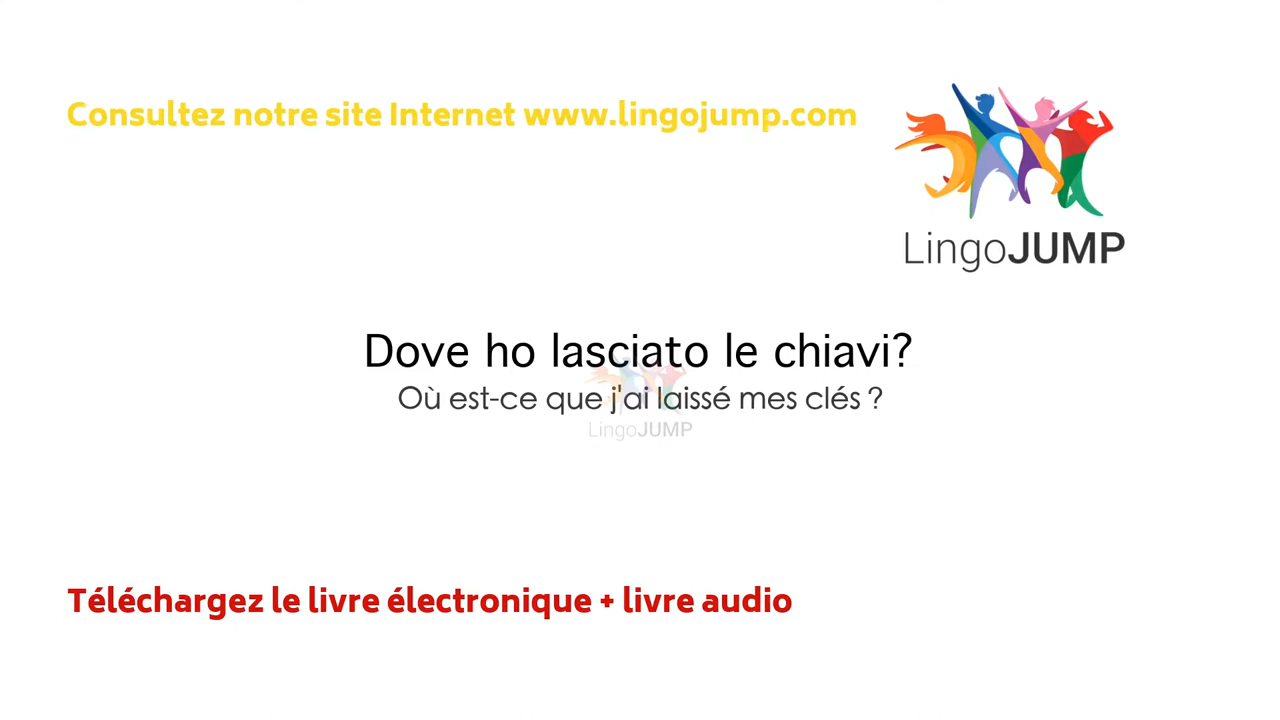 Consultez notre site Internet www.lingojump.com
LingoJUMP
Dove ho lasciato le chiavi?
Où est-ce que j'ai laissé mes clés ?
LingoJUMP
Téléchargez le livre électronique + livre audio